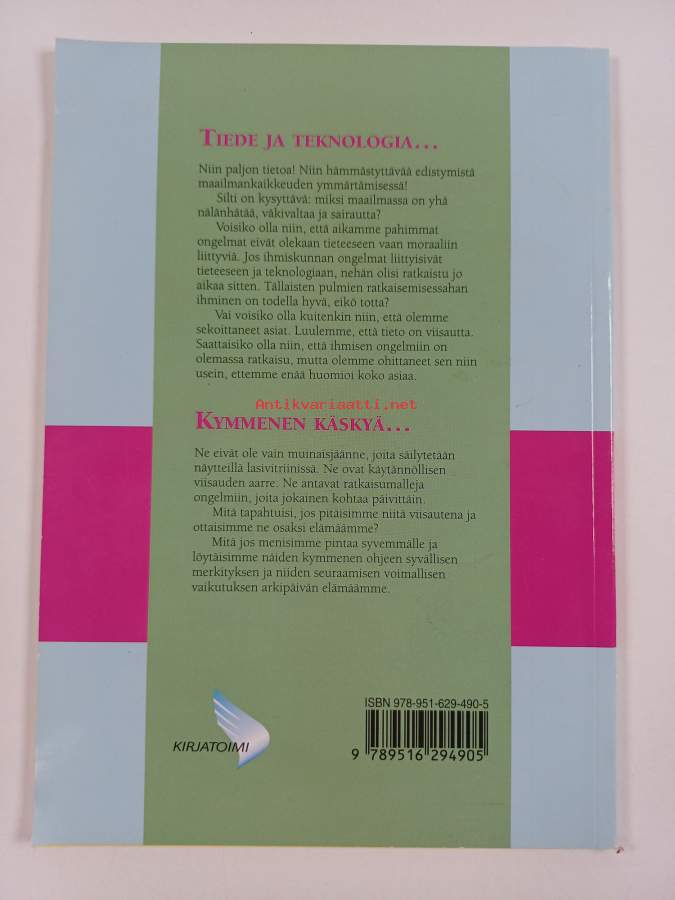 TIEDE JA TEKNOLOGIA...
Niin paljon tietoa! Niin hämmästyttävää edistymistä
maailmankaikkeuden ymmärtämisessä!
Silti on kysyttävä: miksi maailmassa on yhä
nälänhätää, väkivaltaa ja sairautta?
Voisiko olla niin, että aikamme pahimmat
ongelmat eivät olekaan tieteeseen vaan moraaliin
liittyviä. Jos ihmiskunnan ongelmat liittyisivät
tieteeseen ja teknologiaan, nehän olisi ratkaistu jo
aikaa sitten. Tällaisten pulmien ratkaisemisessahan
ihminen on todella hyvä, eikö totta?
Vai voisiko olla kuitenkin niin, että olemme
sekoittaneet asiat. Luulemme, että tieto on viisautta.
Saattaisiko olla niin, että ihmisen ongelmiin on
olemassa ratkaisu, mutta olemme ohittaneet sen niin
usein, ettemme enää huomioi koko asiaa.
Antikvariaatti.net
KYMMENEN KÄSKYÄ...
Ne eivät ole vain muinaisjäänne, joita säilytetään
näytteillä lasivitriinissä. Ne ovat käytännöllisen
viisauden aarre. Ne antavat ratkaisumalleja
ongelmiin, joita jokainen kohtaa päivittäin.
Mitä tapahtuisi, jos pitäisimme niitä viisautena ja
ottaisimme ne osaksi elämäämme?
Mitä jos menisimme pintaa syvemmälle ja
löytäisimme näiden kymmenen ohjeen syvällisen
merkityksen ja niiden seuraamisen voimallisen
vaikutuksen arkipäivän elämäämme.
ISBN 978-951-629-490-5
KIRJATOIMI
9 789516 294905